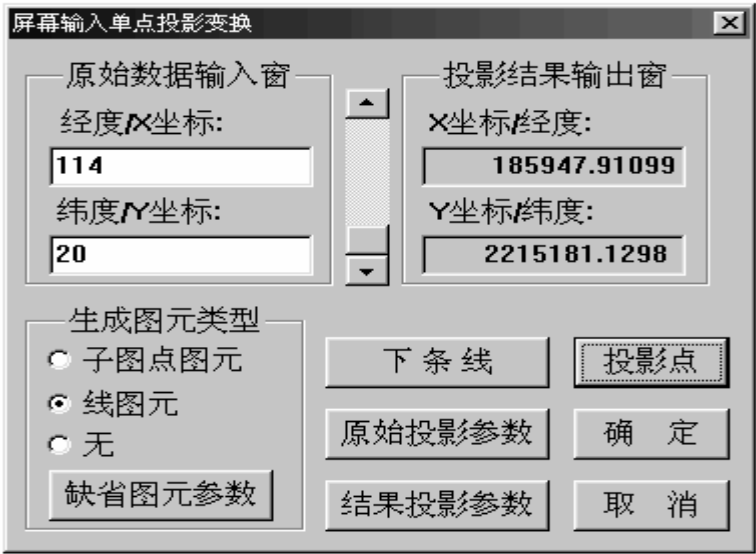 屏幕输入单点投影变换
原始数据输入窗
经度/X坐标:
114
纬度/Y坐标:
20
投影结果输出窗
X坐标/经度:
185947.91099
Y坐标/纬度:
2215181.1298
生成图元类型
子图点图元
线图元
无
缺省图元参数
下条线
投影点
原始投影参数
确 定
结果投影参数
取 消